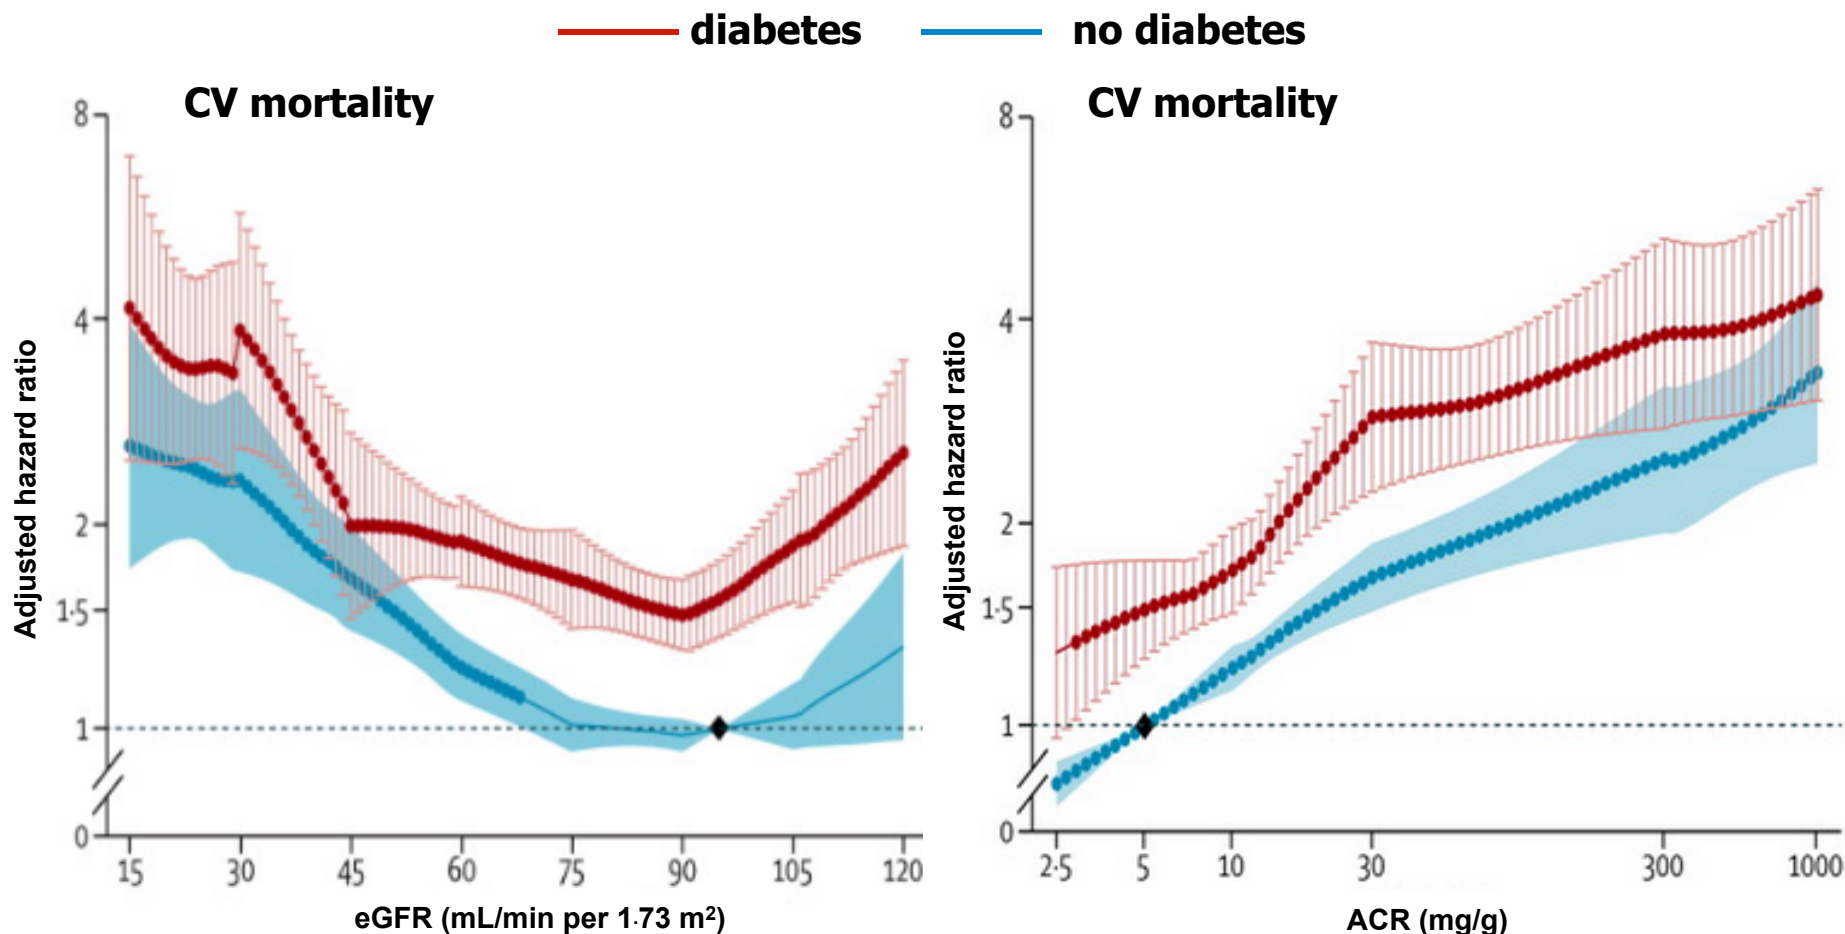 diabetes no diabetes
CV mortality
8
4
2
1·5
1
0
Adjusted hazard ratio
15 30 45 60 75 90 105 120
eGFR (mL/min per 1·73 m²)
CV mortality
8
4
2
1·5
1
0
Adjusted hazard ratio
2·5 5 10 30 300 1000
ACR (mg/g)